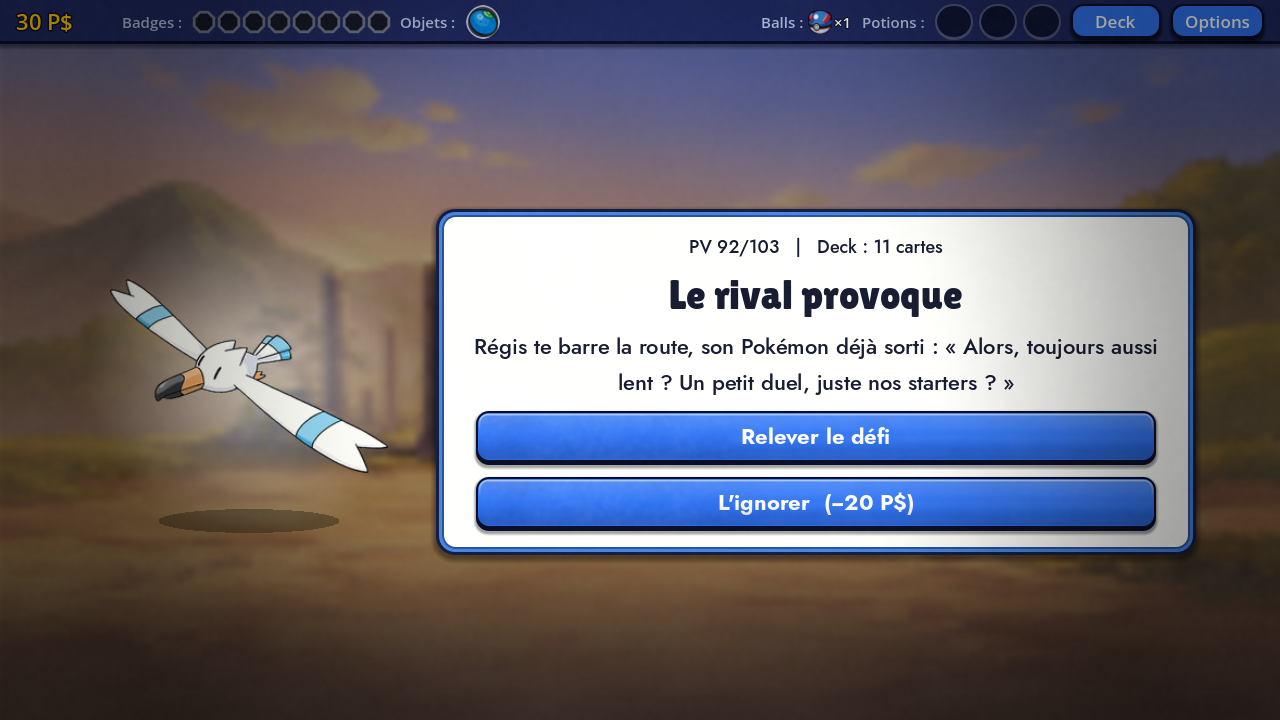 30 P$ Badges : Objets : Balls : ×1 Potions : Deck Options
PV 92/103 | Deck : 11 cartes
Le rival provoque
Régis te barre la route, son Pokémon déjà sorti : « Alors, toujours aussi
lent ? Un petit duel, juste nos starters ? »
Relever le défi
L'ignorer (−20 P$)